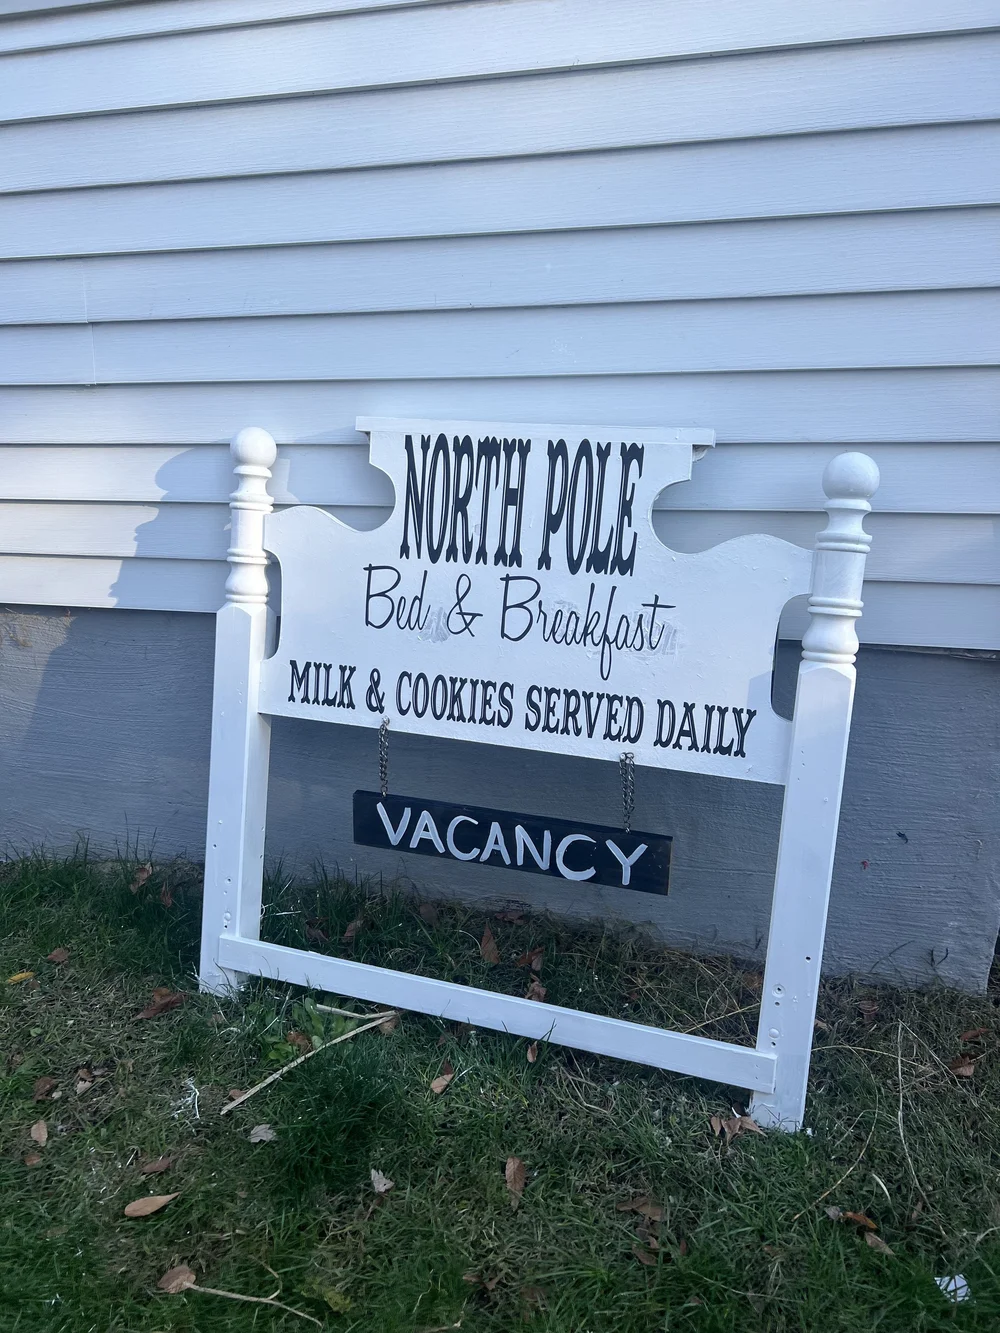 NORTH POLE
Bed & Breakfast
MILK & COOKIES SERVED DAILY
VACANCY